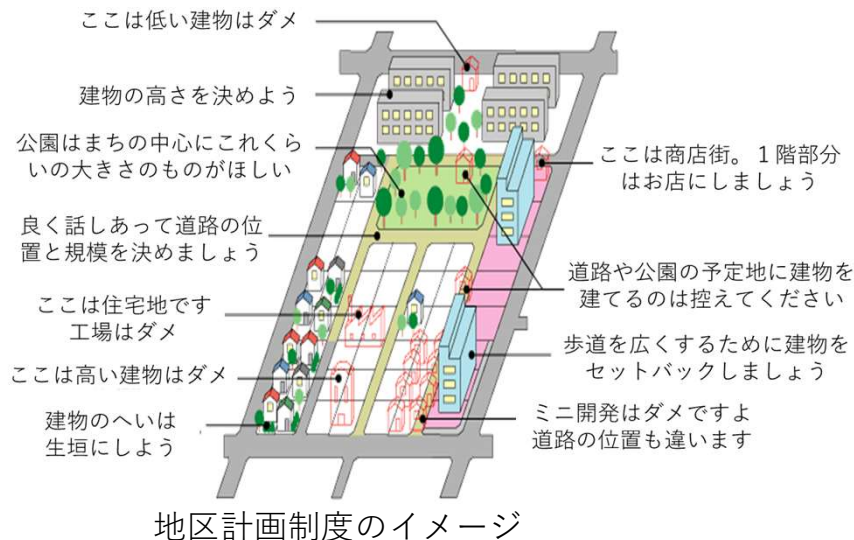 ここは低い建物はダメ
建物の高さを決めよう
公園はまちの中心にこれくら
いの大きさのものがほしい
良く話しあって道路の位
置と規模を決めましょう
ここは住宅地です
工場はダメ
ここは高い建物はダメ
建物のへいは
生垣にしよう
ここは商店街。１階部分
はお店にしましょう
道路や公園の予定地に建物を
建てるのは控えてください
歩道を広くするために建物を
セットバックしましょう
ミニ開発はダメですよ
道路の位置も違います
地区計画制度のイメージ